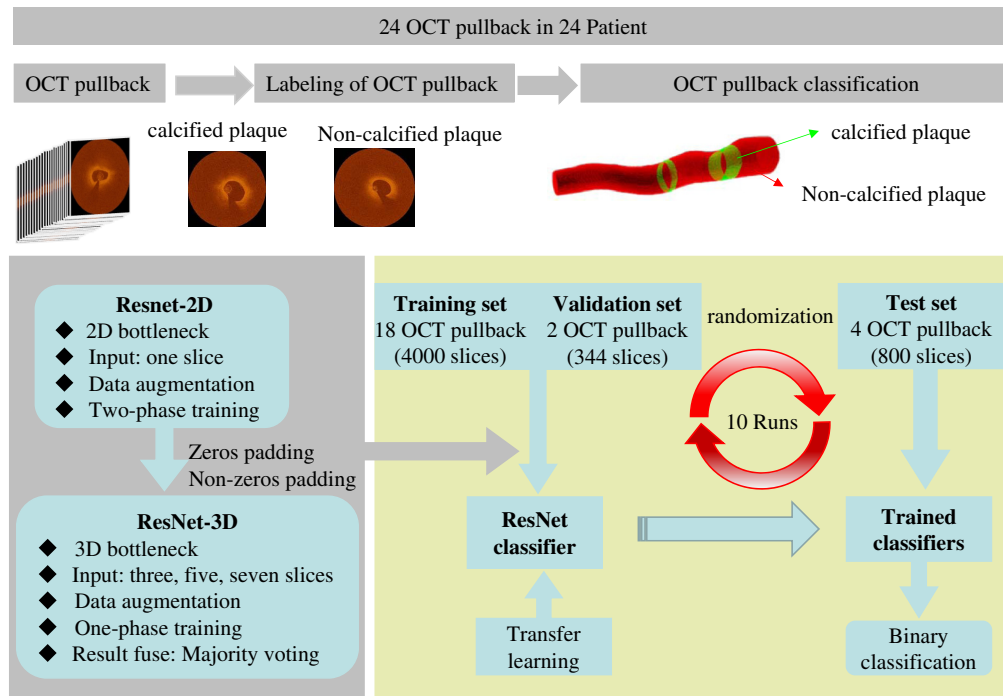 24 OCT pullback in 24 Patient
OCT pullback
Labeling of OCT pullback
OCT pullback classification
calcified plaque
Non-calcified plaque
calcified plaque
Non-calcified plaque
Resnet-2D
◆ 2D bottleneck
◆ Input: one slice
◆ Data augmentation
◆ Two-phase training
Zeros padding
Non-zeros padding
ResNet-3D
◆ 3D bottleneck
◆ Input: three, five, seven slices
◆ Data augmentation
◆ One-phase training
◆ Result fuse: Majority voting
Training set
18 OCT pullback
(4000 slices)
Validation set
2 OCT pullback
(344 slices)
randomization
Test set
4 OCT pullback
(800 slices)
10 Runs
ResNet
classifier
Trained
classifiers
Transfer
learning
Binary
classification